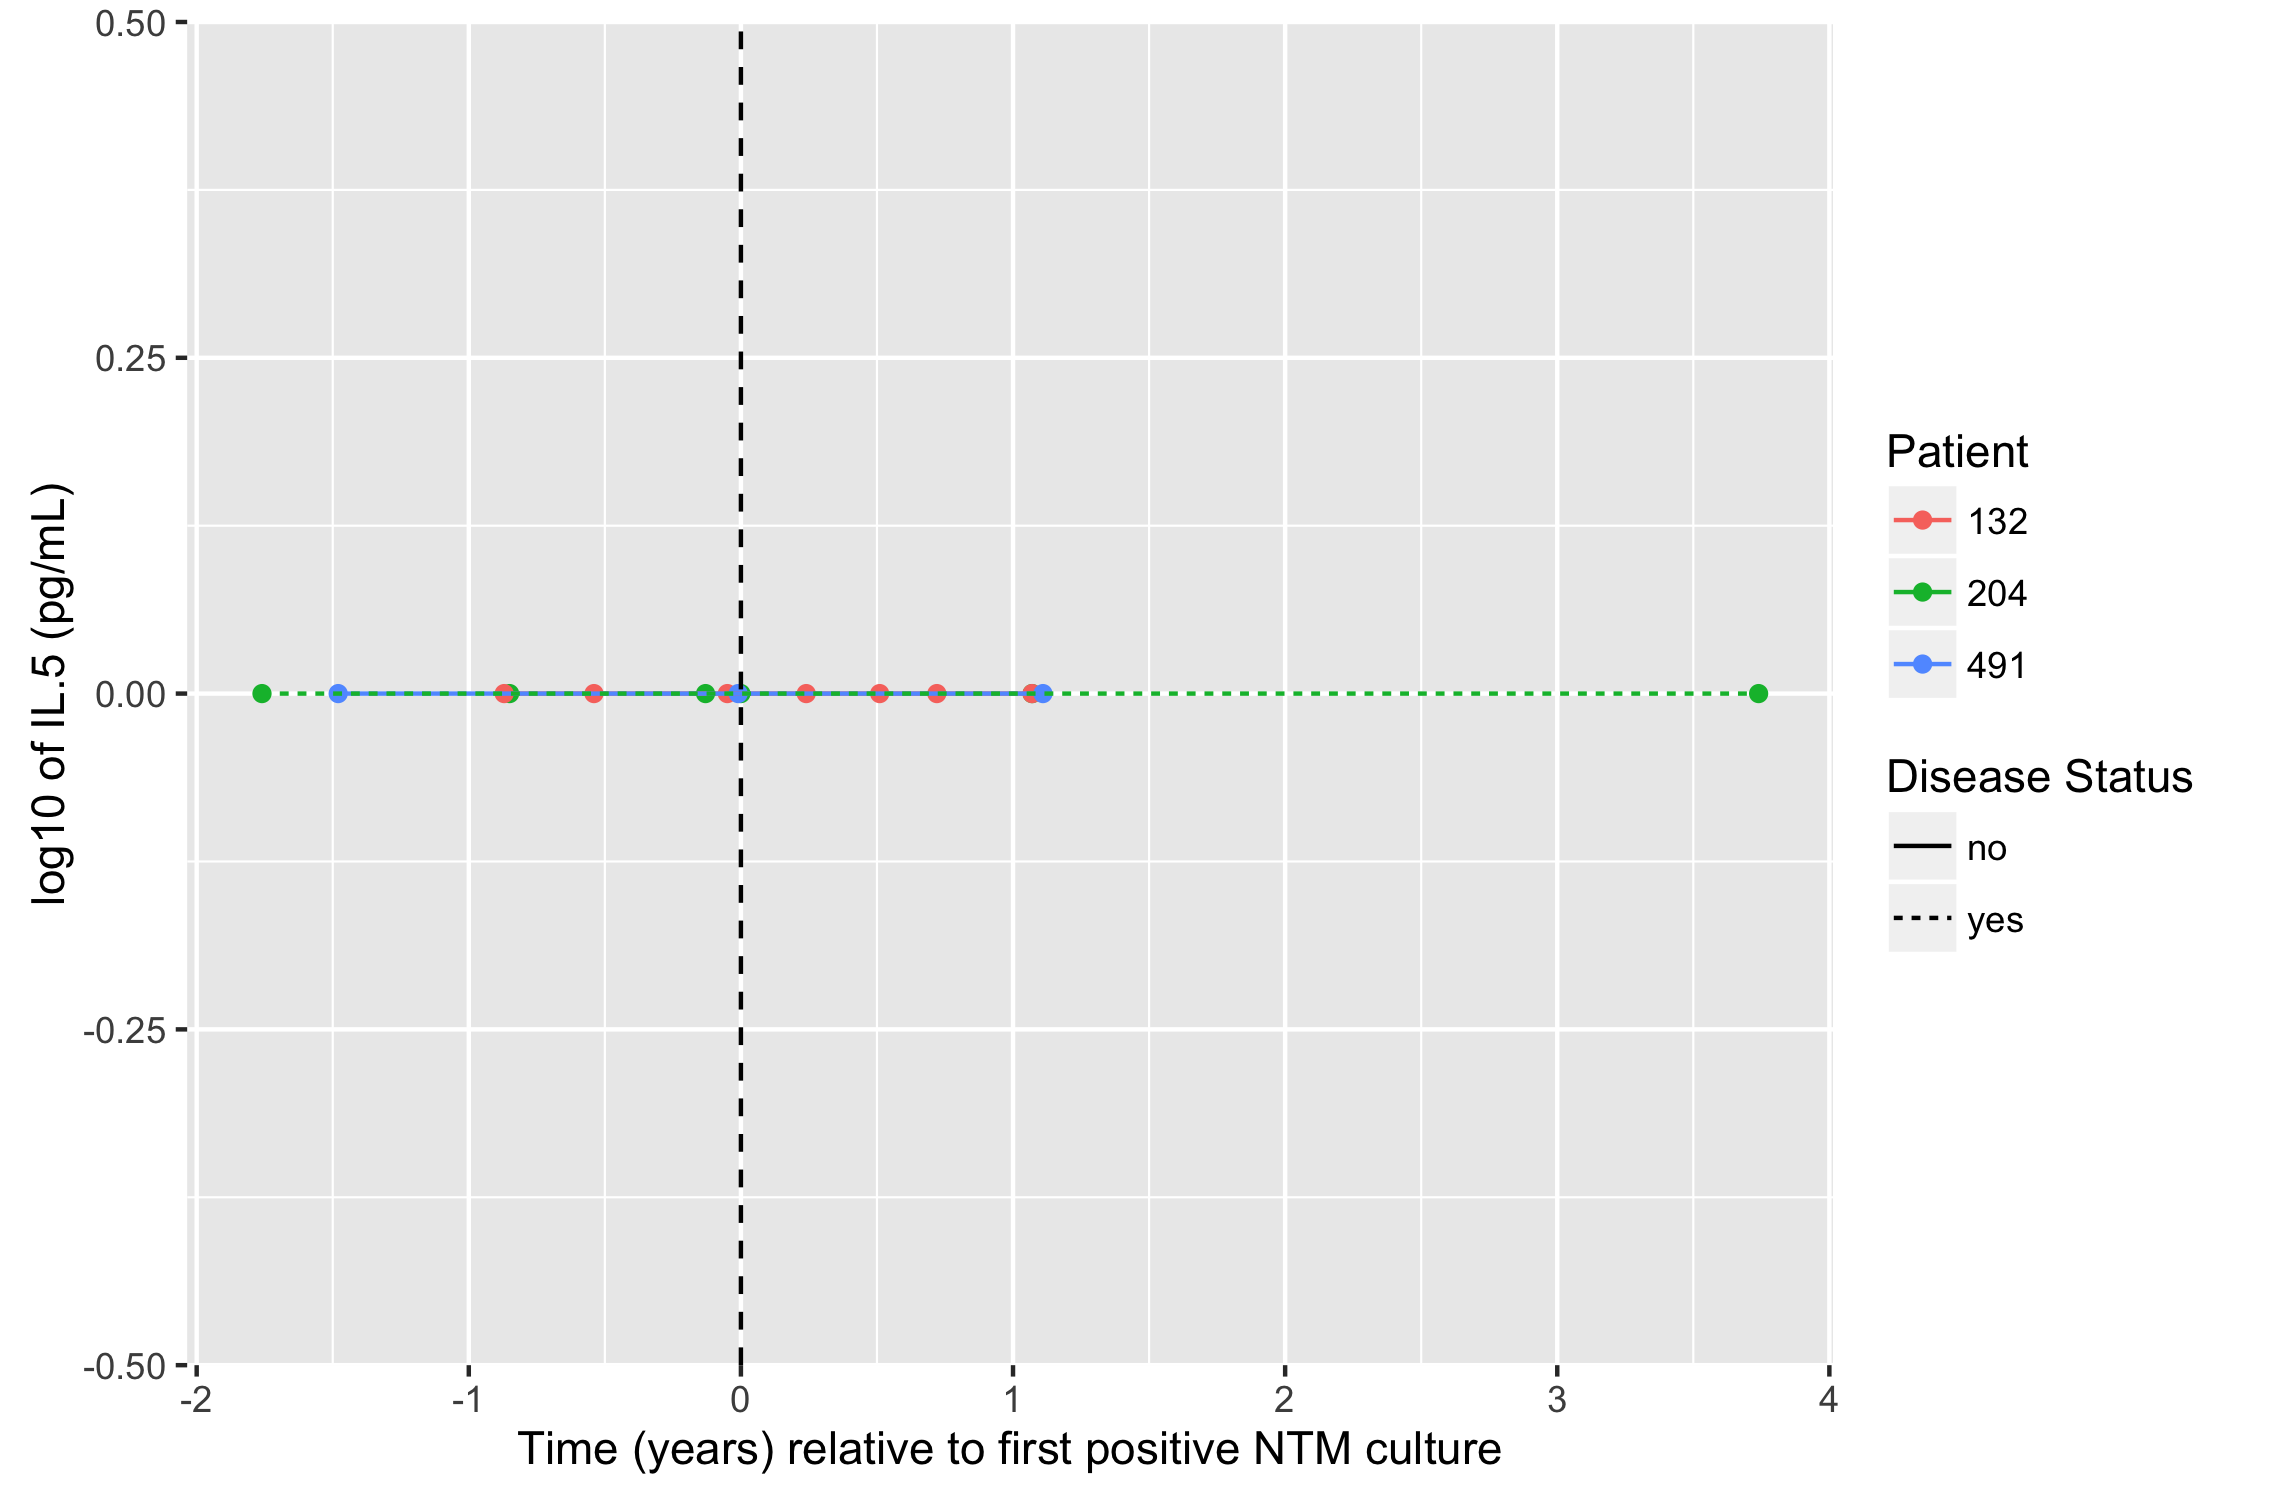 0.50
0.25
0.00
-0.25
-0.50
log10 of IL.5 (pg/mL)
-2 -1 0 1 2 3 4
Time (years) relative to first positive NTM culture
Patient
132
204
491
Disease Status
no
yes